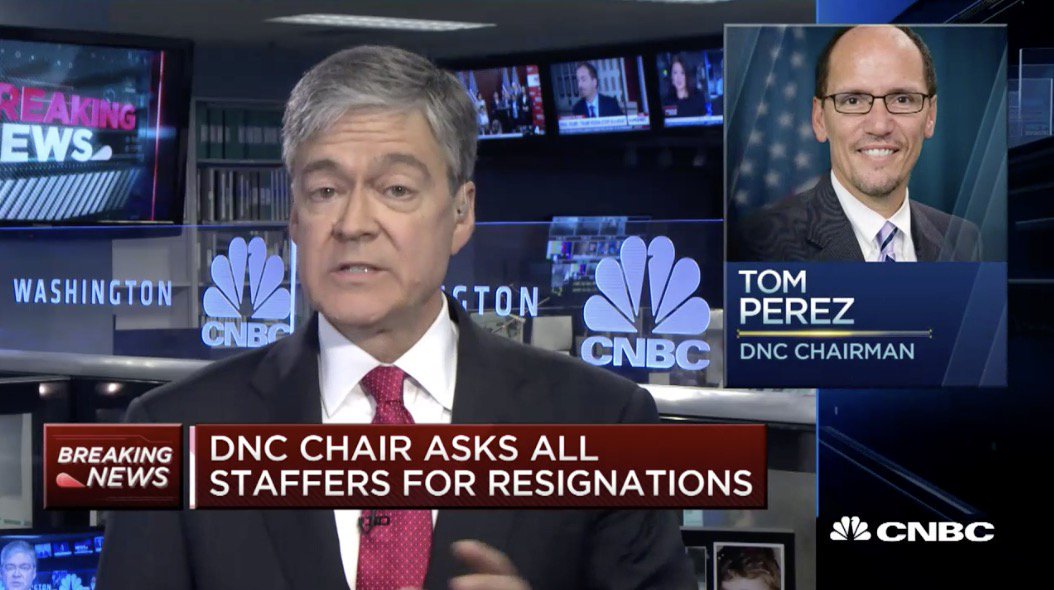 BREAKING
NEWS
WASHINGTON
CNBC
CNBC
TOM
PEREZ
DNC CHAIRMAN
BREAKING
NEWS
DNC CHAIR ASKS ALL
STAFFERS FOR RESIGNATIONS
CNBC